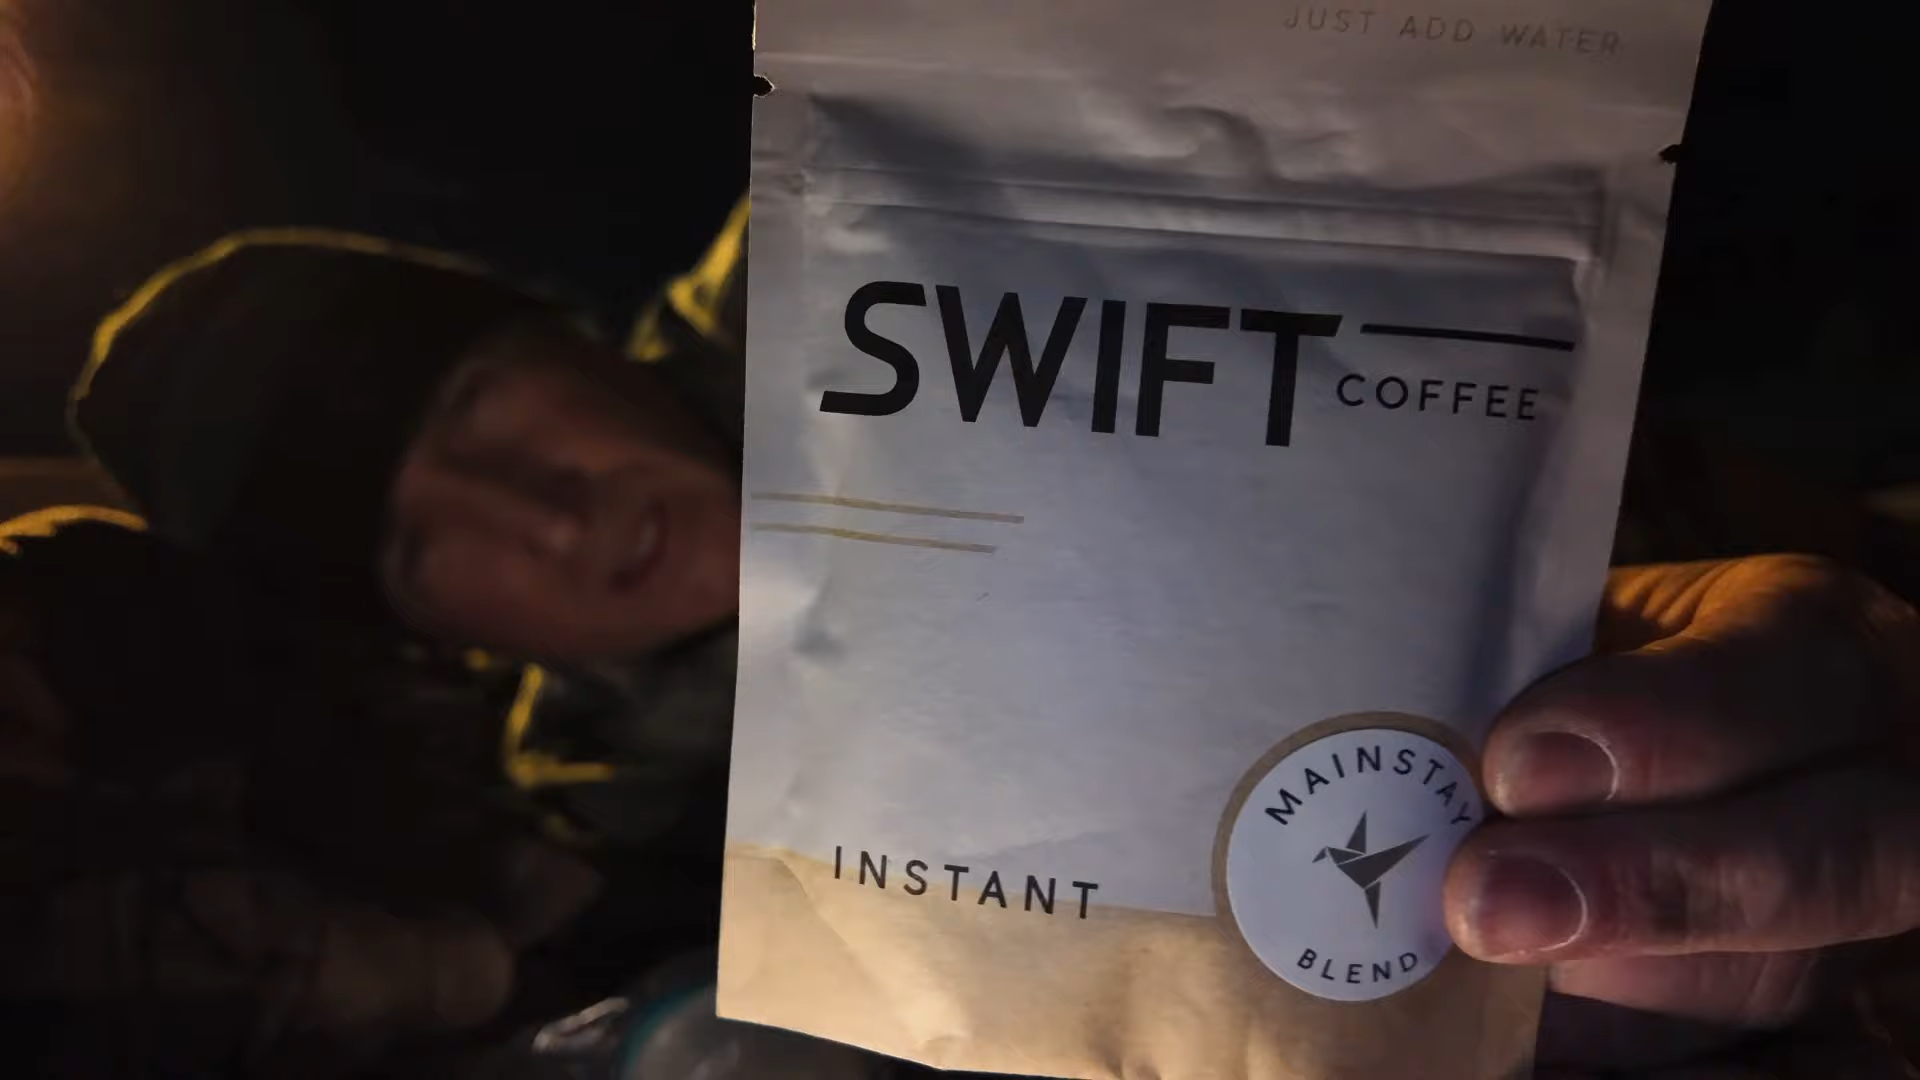 JUST ADD WATER
SWIFT
COFFEE
INSTANT
MAINSTAY
BLEND